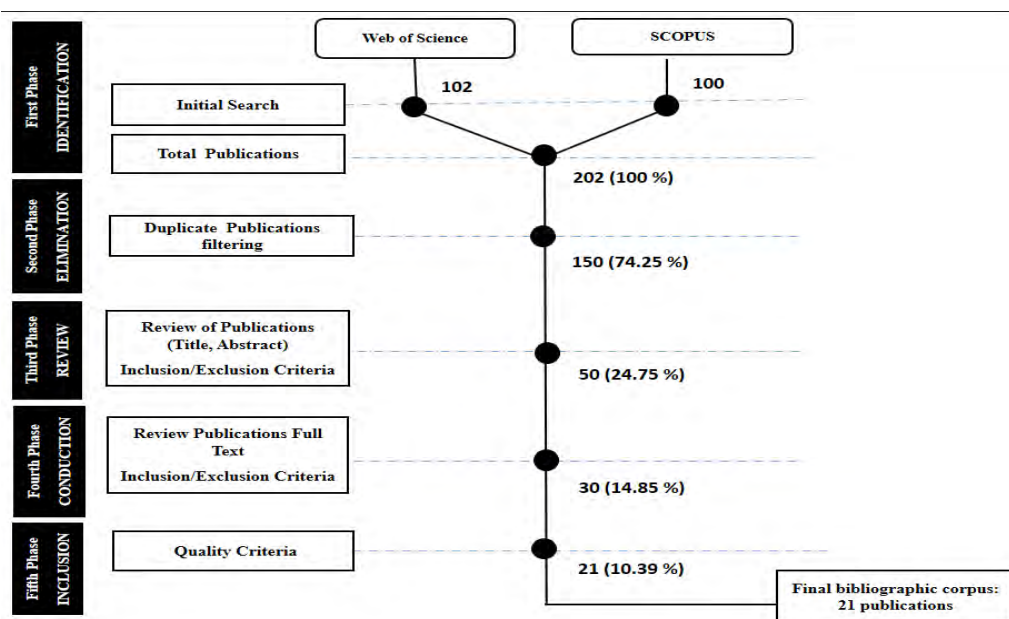 Web of Science
SCOPUS
First Phase
IDENTIFICATION
102
100
Initial Search
Total Publications
202 (100 %)
Second Phase
ELIMINATION
Duplicate Publications
filtering
150 (74.25 %)
Third Phase
REVIEW
Review of Publications
(Title, Abstract)
Inclusion/Exclusion Criteria
50 (24.75 %)
Fourth Phase
CONDUCTION
Review Publications Full
Text
Inclusion/Exclusion Criteria
30 (14.85 %)
Fifth Phase
INCLUSION
Quality Criteria
21 (10.39 %)
Final bibliographic corpus:
21 publications